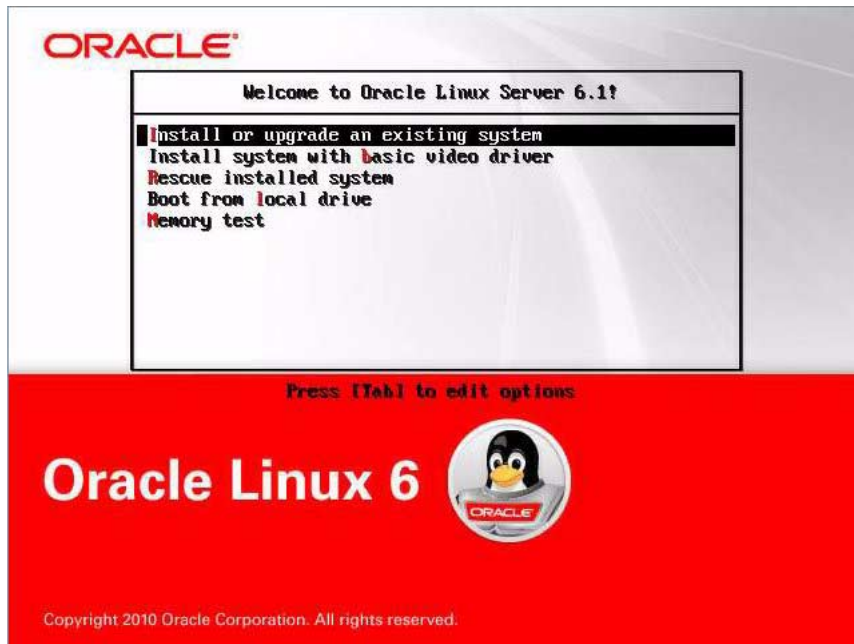 ORACLE®
Welcome to Oracle Linux Server 6.1!
Install or upgrade an existing system
Install system with basic video driver
Rescue installed system
Boot from local drive
Memory test
Press [Tab] to edit options
Oracle Linux 6
ORACLE
Copyright 2010 Oracle Corporation. All rights reserved.